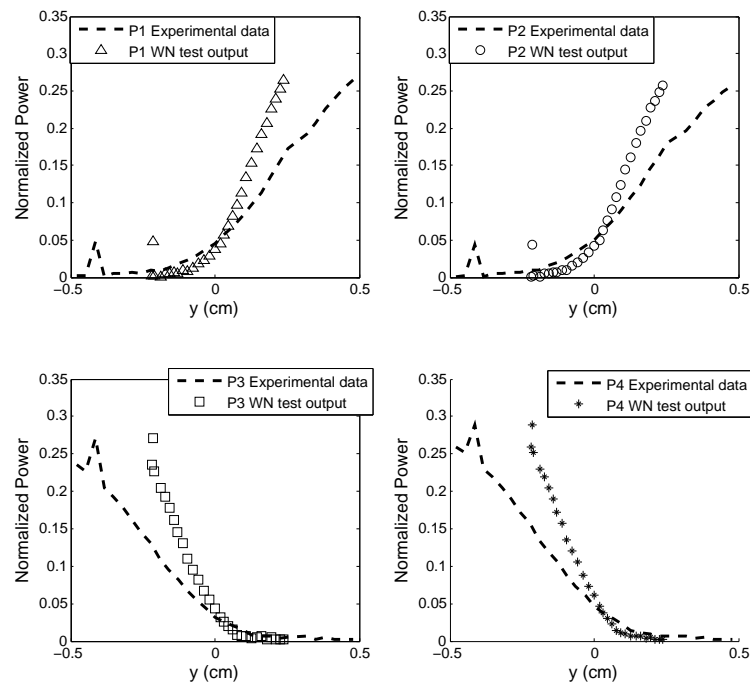 0.35
0.3
0.25
0.2
0.15
0.1
0.05
0
Normalized Power
P1 Experimental data
P1 WN test output
−0.5 0 0.5
y (cm)
0.35
0.3
0.25
0.2
0.15
0.1
0.05
0
Normalized Power
P2 Experimental data
P2 WN test output
−0.5 0 0.5
y (cm)
0.35
0.3
0.25
0.2
0.15
0.1
0.05
0
Normalized Power
P3 Experimental data
P3 WN test output
−0.5 0 0.5
y (cm)
0.35
0.3
0.25
0.2
0.15
0.1
0.05
0
Normalized Power
P4 Experimental data
P4 WN test output
−0.5 0 0.5
y (cm)